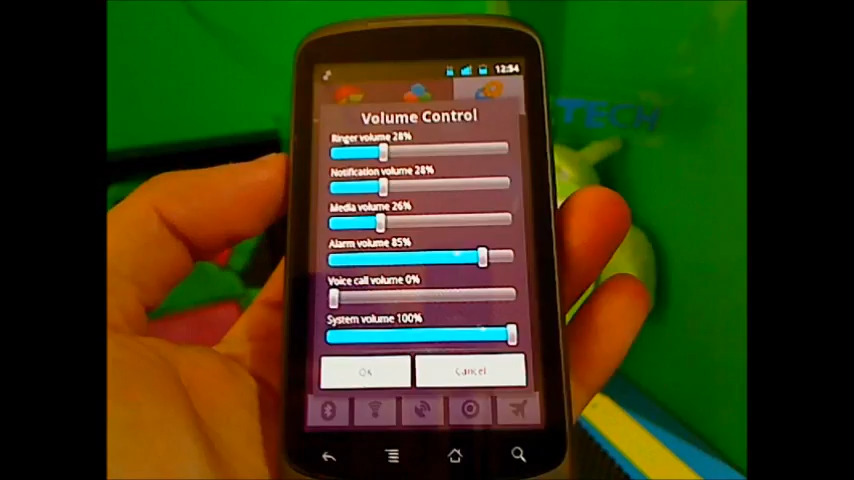 12:54
Volume Control
Ringer volume 28%
Notification volume 28%
Media volume 26%
Alarm volume 85%
Voice call volume 0%
System volume 100%
OK
Cancel
TECH